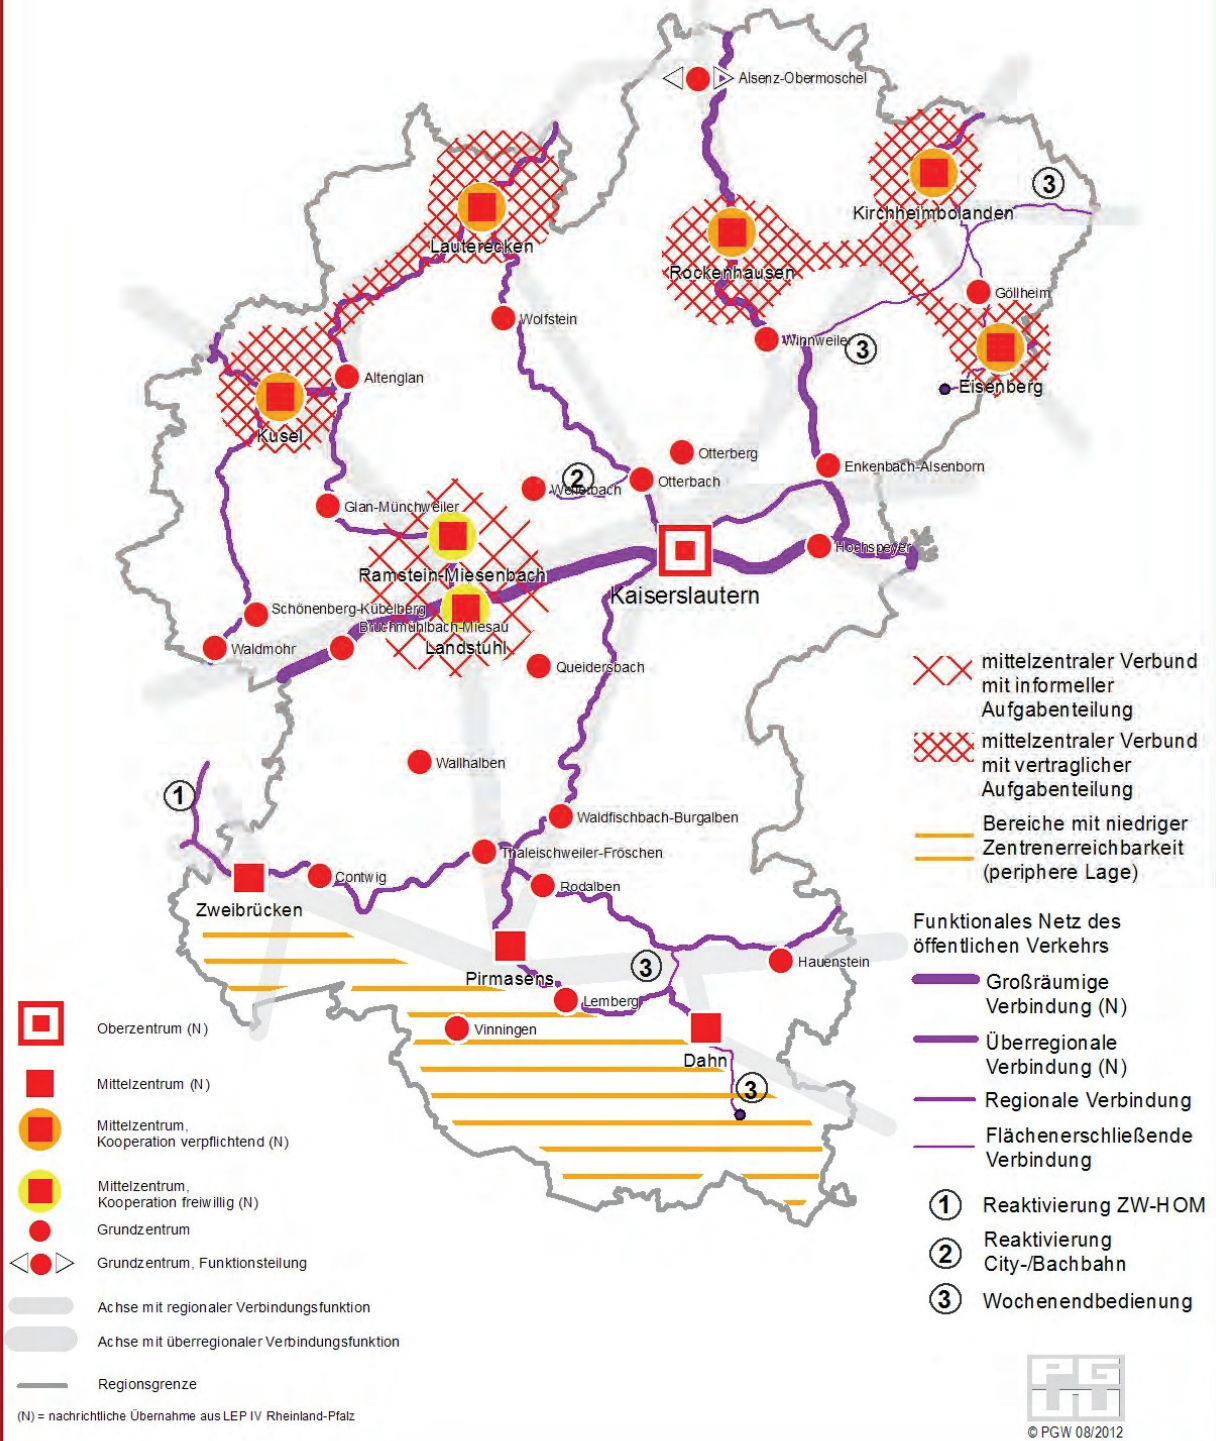 Alsenz-Obermoschel
3
Kirchheimbolanden
Lauterecken
Rockenhausen
Göllheim
Wolfstein
Winnweiler
3
Altenglan
Eisenberg
Kusel
Otterberg
Enkenbach-Alsenborn
2
Otterbach
Weilerbach
Glan-Münchweiler
Hochspeyer
Ramstein-Miesenbach
Kaiserslautern
Schönenberg-Kübelberg
Bruchmühlbach-Miesau
Waldmohr
Landstuhl
Queidersbach
Wallhalben
1
Waldfischbach-Burgalben
Thaleischweiler-Fröschen
Contwig
Rodalben
Zweibrücken
Hauenstein
3
Pirmasens
Lemberg
Vinningen
Dahn
3
mittelzentraler Verbund
mit informeller
Aufgabenteilung
mittelzentraler Verbund
mit vertraglicher
Aufgabenteilung
Bereiche mit niedriger
Zentrenerreichbarkeit
(periphere Lage)
Funktionales Netz des
öffentlichen Verkehrs
Großräumige
Verbindung (N)
Überregionale
Verbindung (N)
Regionale Verbindung
Flächenerschließende
Verbindung
1 Reaktivierung ZW-HOM
2 Reaktivierung
City-/Bachbahn
3 Wochenendbedienung
Oberzentrum (N)
Mittelzentrum (N)
Mittelzentrum,
Kooperation verpflichtend (N)
Mittelzentrum,
Kooperation freiwillig (N)
Grundzentrum
Grundzentrum, Funktionsteilung
Achse mit regionaler Verbindungsfunktion
Achse mit überregionaler Verbindungsfunktion
Regionsgrenze
(N) = nachrichtliche Übernahme aus LEP IV Rheinland-Pfalz
PG
© PGW 08/2012